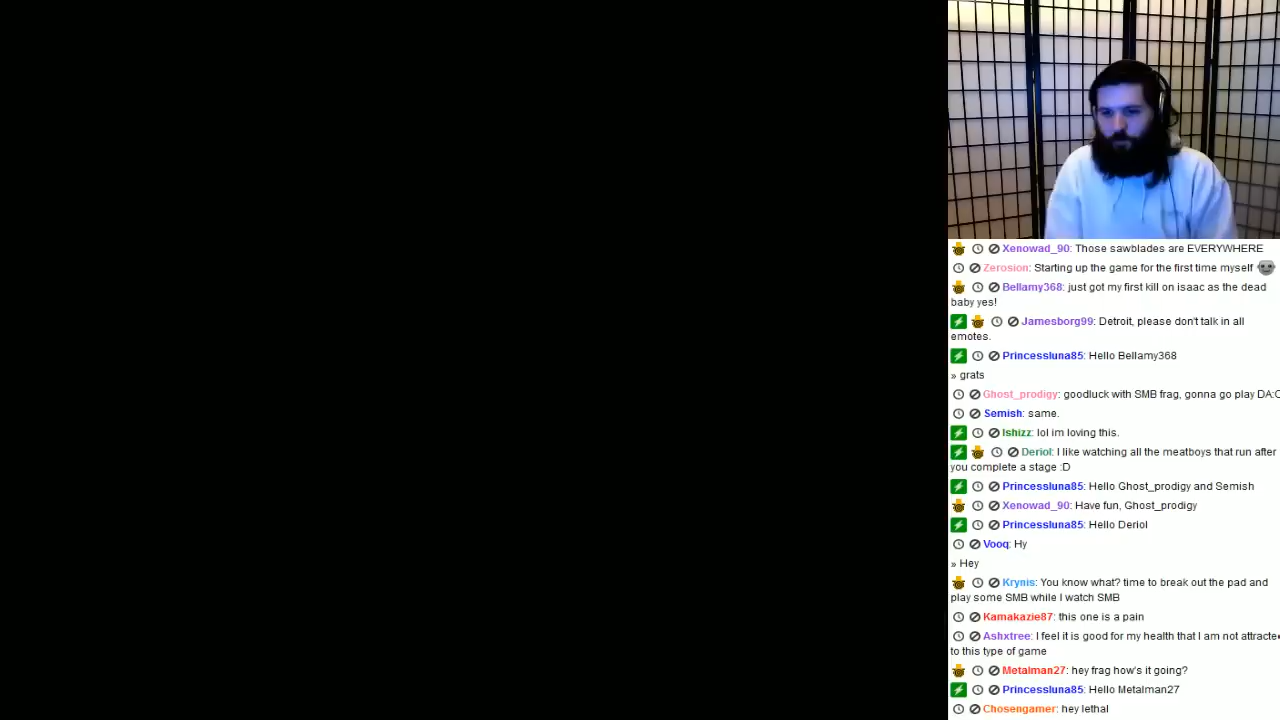 Xenowad_90: Those sawblades are EVERYWHERE
Zerosion: Starting up the game for the first time myself
Bellamy368: just got my first kill on isaac as the dead
baby yes!
Jamesborg99: Detroit, please don't talk in all
emotes.
Princessluna85: Hello Bellamy368
» grats
Ghost_prodigy: goodluck with SMB frag, gonna go play DA:
Semish: same.
Ishizz: lol im loving this.
Deriol: I like watching all the meatboys that run after
you complete a stage :D
Princessluna85: Hello Ghost_prodigy and Semish
Xenowad_90: Have fun, Ghost_prodigy
Princessluna85: Hello Deriol
Vooq: Hy
» Hey
Krynis: You know what? time to break out the pad and
play some SMB while I watch SMB
Kamakazie87: this one is a pain
Ashxtree: I feel it is good for my health that I am not attracte
to this type of game
Metalman27: hey frag how's it going?
Princessluna85: Hello Metalman27
Chosengamer: hey lethal